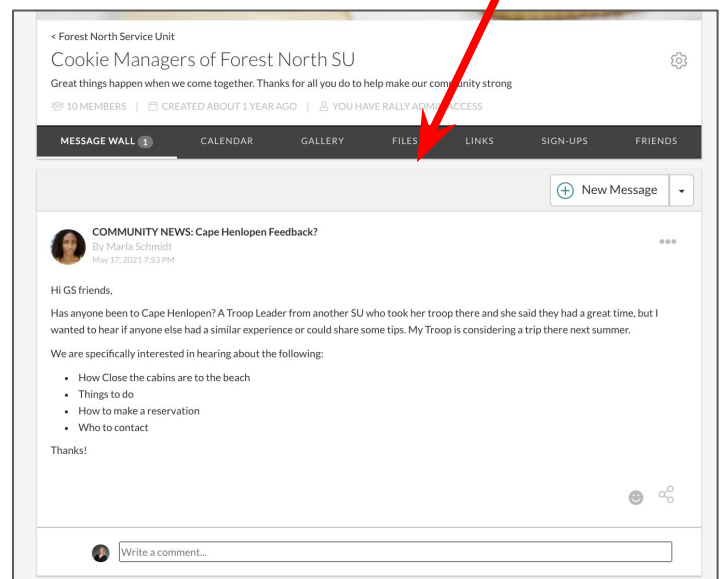 < Forest North Service Unit
Cookie Managers of Forest North SU
Great things happen when we come together. Thanks for all you do to help make our community strong
10 MEMBERS | CREATED ABOUT 1 YEAR AGO | YOU HAVE RALLY ADMIN ACCESS
MESSAGE WALL 1 CALENDAR GALLERY FILES LINKS SIGN-UPS FRIENDS
New Message
COMMUNITY NEWS: Cape Henlopen Feedback?
By Marla Schmidt
May 17, 2021 7:53 PM
Hi GS friends,
Has anyone been to Cape Henlopen? A Troop Leader from another SU who took her troop there and she said they had a great time, but I
wanted to hear if anyone else had a similar experience or could share some tips. My Troop is considering a trip there next summer.
We are specifically interested in hearing about the following:
• How Close the cabins are to the beach
• Things to do
• How to make a reservation
• Who to contact
Thanks!
Write a comment...